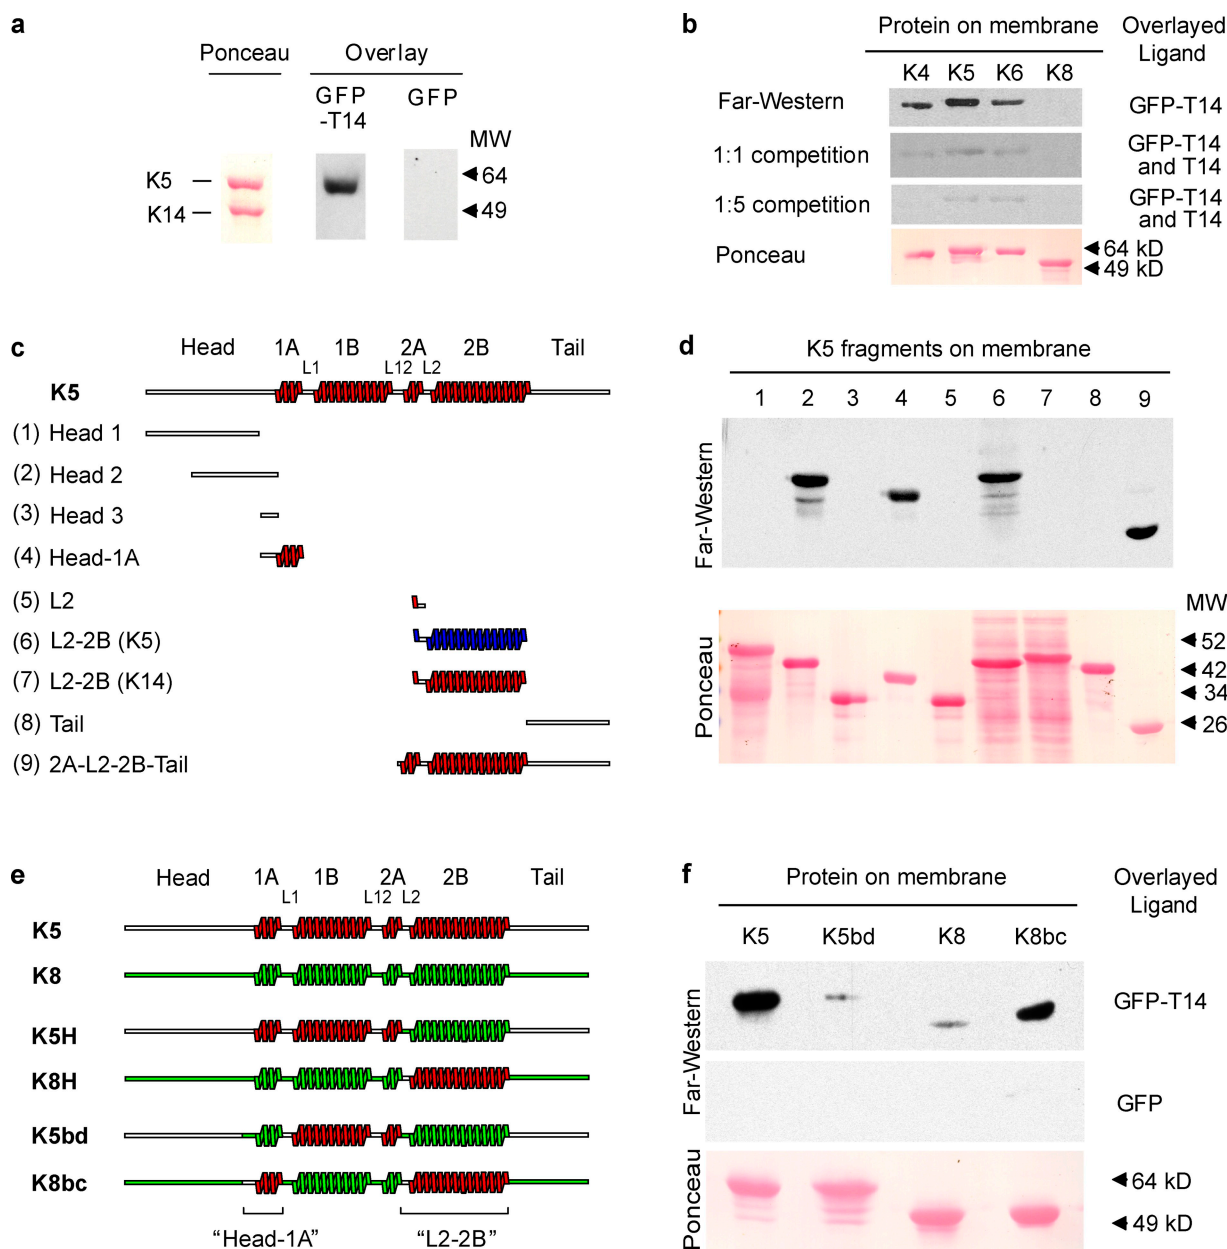 a
Ponceau Overlay
GFP -T14 GFP
MW
K5
K14
64
49
b
Protein on membrane
Overlayed Ligand
K4 K5 K6 K8
Far-Western GFP-T14
1:1 competition GFP-T14 and T14
1:5 competition GFP-T14 and T14
Ponceau
64 kD
49 kD
c
Head 1A 1B 2A 2B Tail
L1 L12 L2
K5
(1) Head 1
(2) Head 2
(3) Head 3
(4) Head-1A
(5) L2
(6) L2-2B (K5)
(7) L2-2B (K14)
(8) Tail
(9) 2A-L2-2B-Tail
d
K5 fragments on membrane
1 2 3 4 5 6 7 8 9
Far-Western
Ponceau
MW
52
42
34
26
e
Head 1A 1B 2A 2B Tail
L1 L12 L2
K5
K8
K5H
K8H
K5bd
K8bc
“Head-1A” “L2-2B”
f
Protein on membrane
Overlayed Ligand
K5 K5bd K8 K8bc
Far-Western
GFP-T14
GFP
Ponceau
64 kD
49 kD